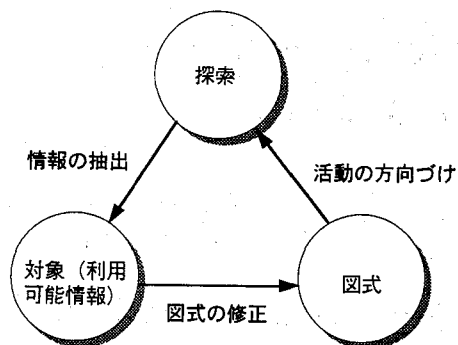 探索
情報の抽出
活動の方向づけ
対象（利用
可能情報）
図式
図式の修正